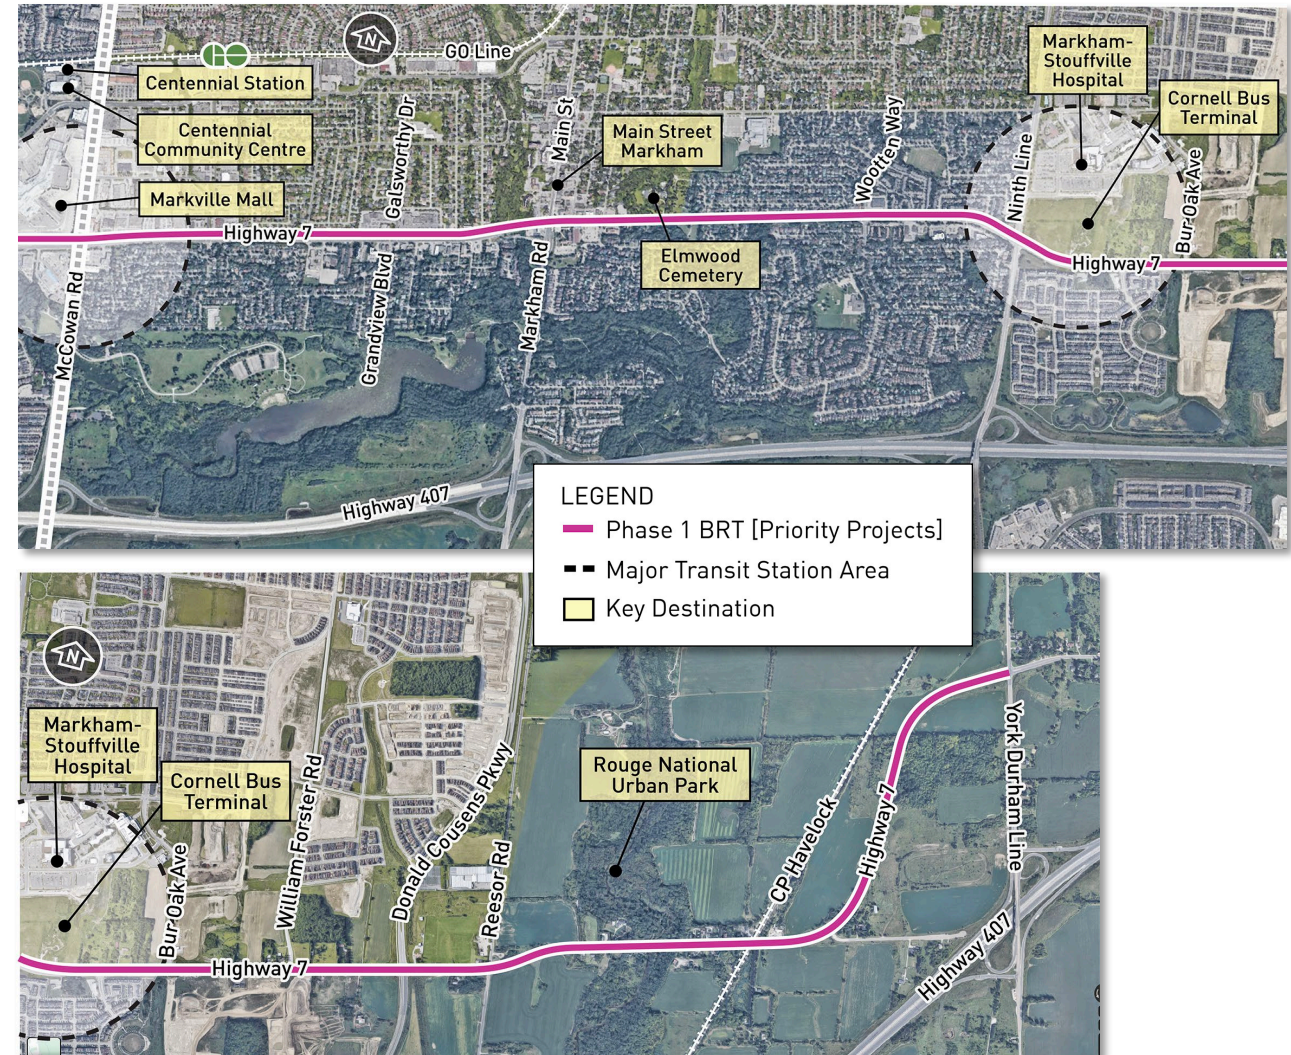 GO Line
N
Centennial Station
Centennial
Community Centre
Markville Mall
Galsworthy Dr
Main St
Main Street
Markham
Wootten Way
Markham-
Stouffville
Hospital
Cornell Bus
Terminal
Ninth Line
Bur Oak Ave
Highway 7
Elmwood
Cemetery
Highway 7
McCowan Rd
Grandview Blvd
Markham Rd
Highway 407
LEGEND
Phase 1 BRT [Priority Projects]
Major Transit Station Area
Key Destination
N
Markham-
Stouffville
Hospital
Cornell Bus
Terminal
Bur Oak Ave
William Forster Rd
Donald Cousens Pkwy
Reesor Rd
Highway 7
Rouge National
Urban Park
CP Havelock
Highway 7
York Durham Line
Highway 407